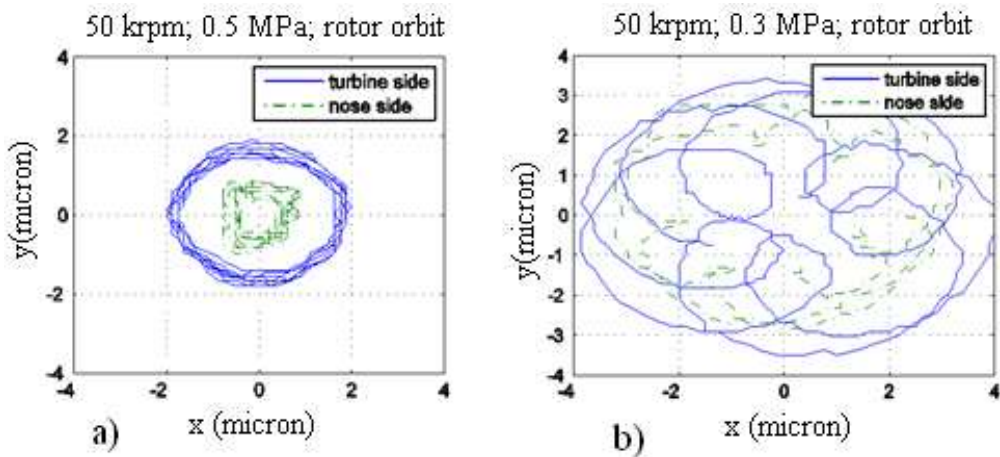 50 krpm; 0.5 MPa; rotor orbit
turbine side
nose side
4
2
0
-2
-4
-4
-2
0
2
4
y(micron)
x (micron)
a)
50 krpm; 0.3 MPa; rotor orbit
turbine side
nose side
4
3
2
1
0
-1
-2
-3
-4
-4
-2
0
2
4
y(micron)
x (micron)
b)